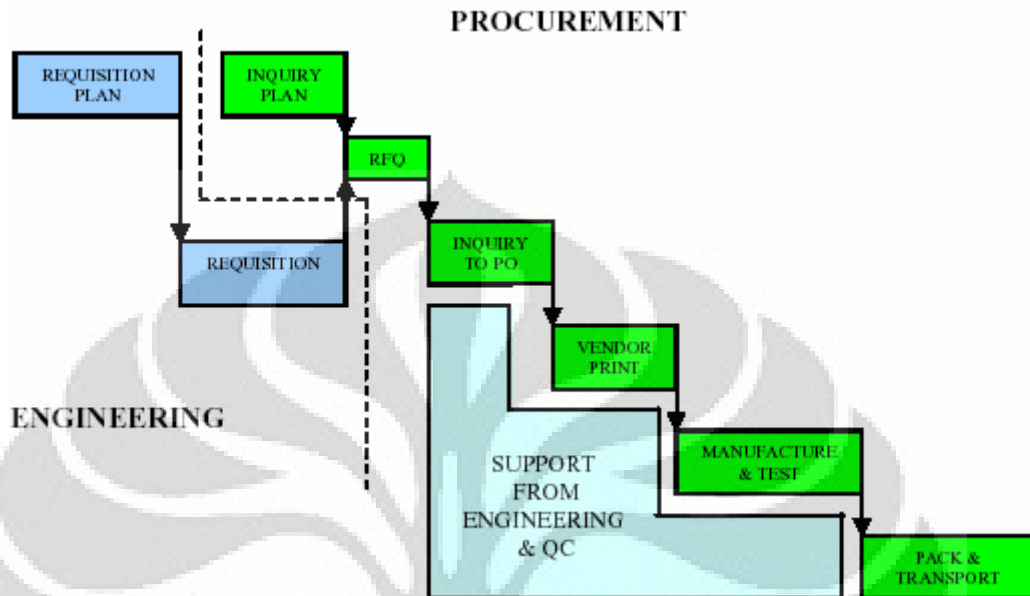 PROCUREMENT
REQUISITION
PLAN
INQUIRY
PLAN
RFQ
REQUISITION
INQUIRY
TO PO
VENDOR
PRINT
ENGINEERING
MANUFACTURE
& TEST
SUPPORT
FROM
ENGINEERING
& QC
PACK &
TRANSPORT